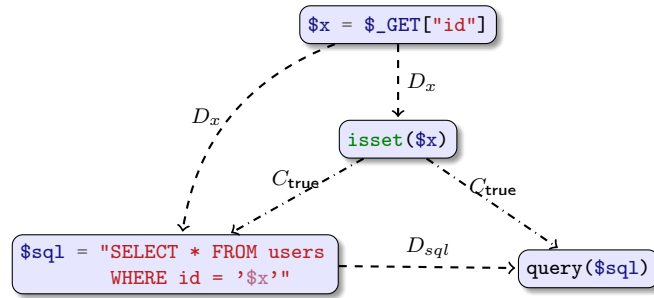 $x = $_GET["id"]
D_x
D_x
isset($x)
C_true
C_true
$sql = "SELECT * FROM users
WHERE id = '$x'"
D_sql
query($sql)